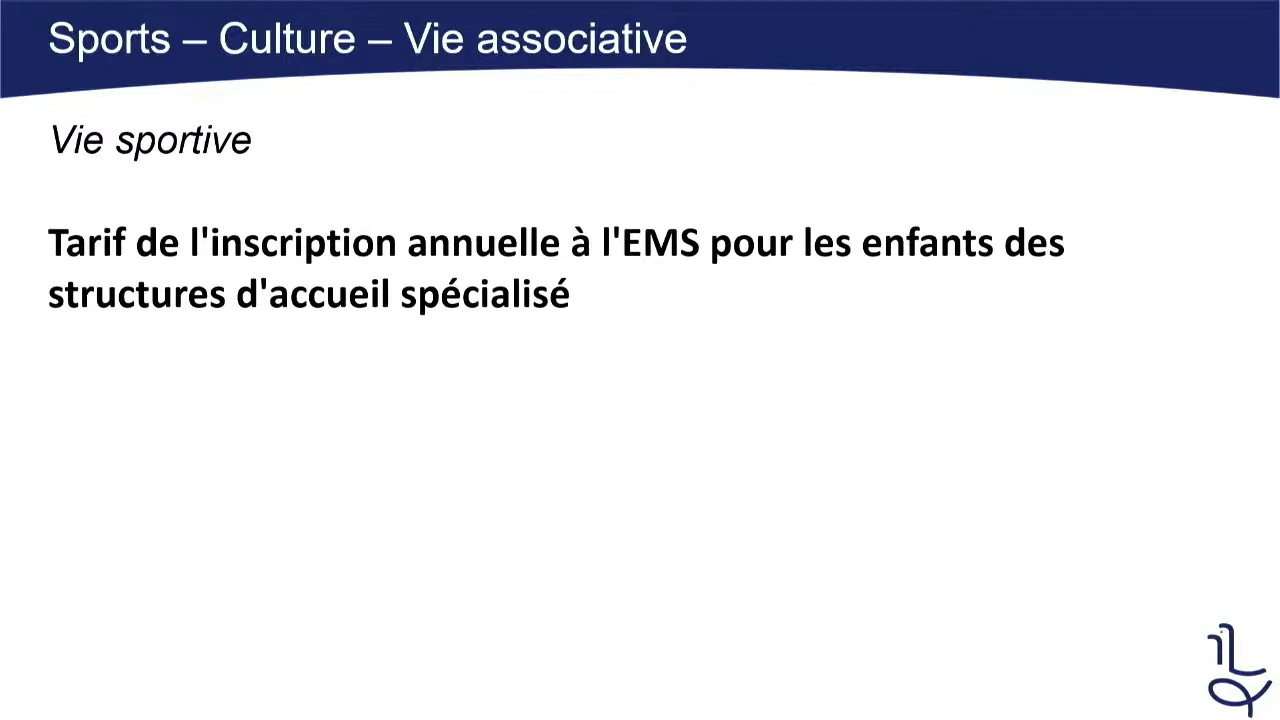 Sports – Culture – Vie associative
Vie sportive
Tarif de l'inscription annuelle à l'EMS pour les enfants des
structures d'accueil spécialisé